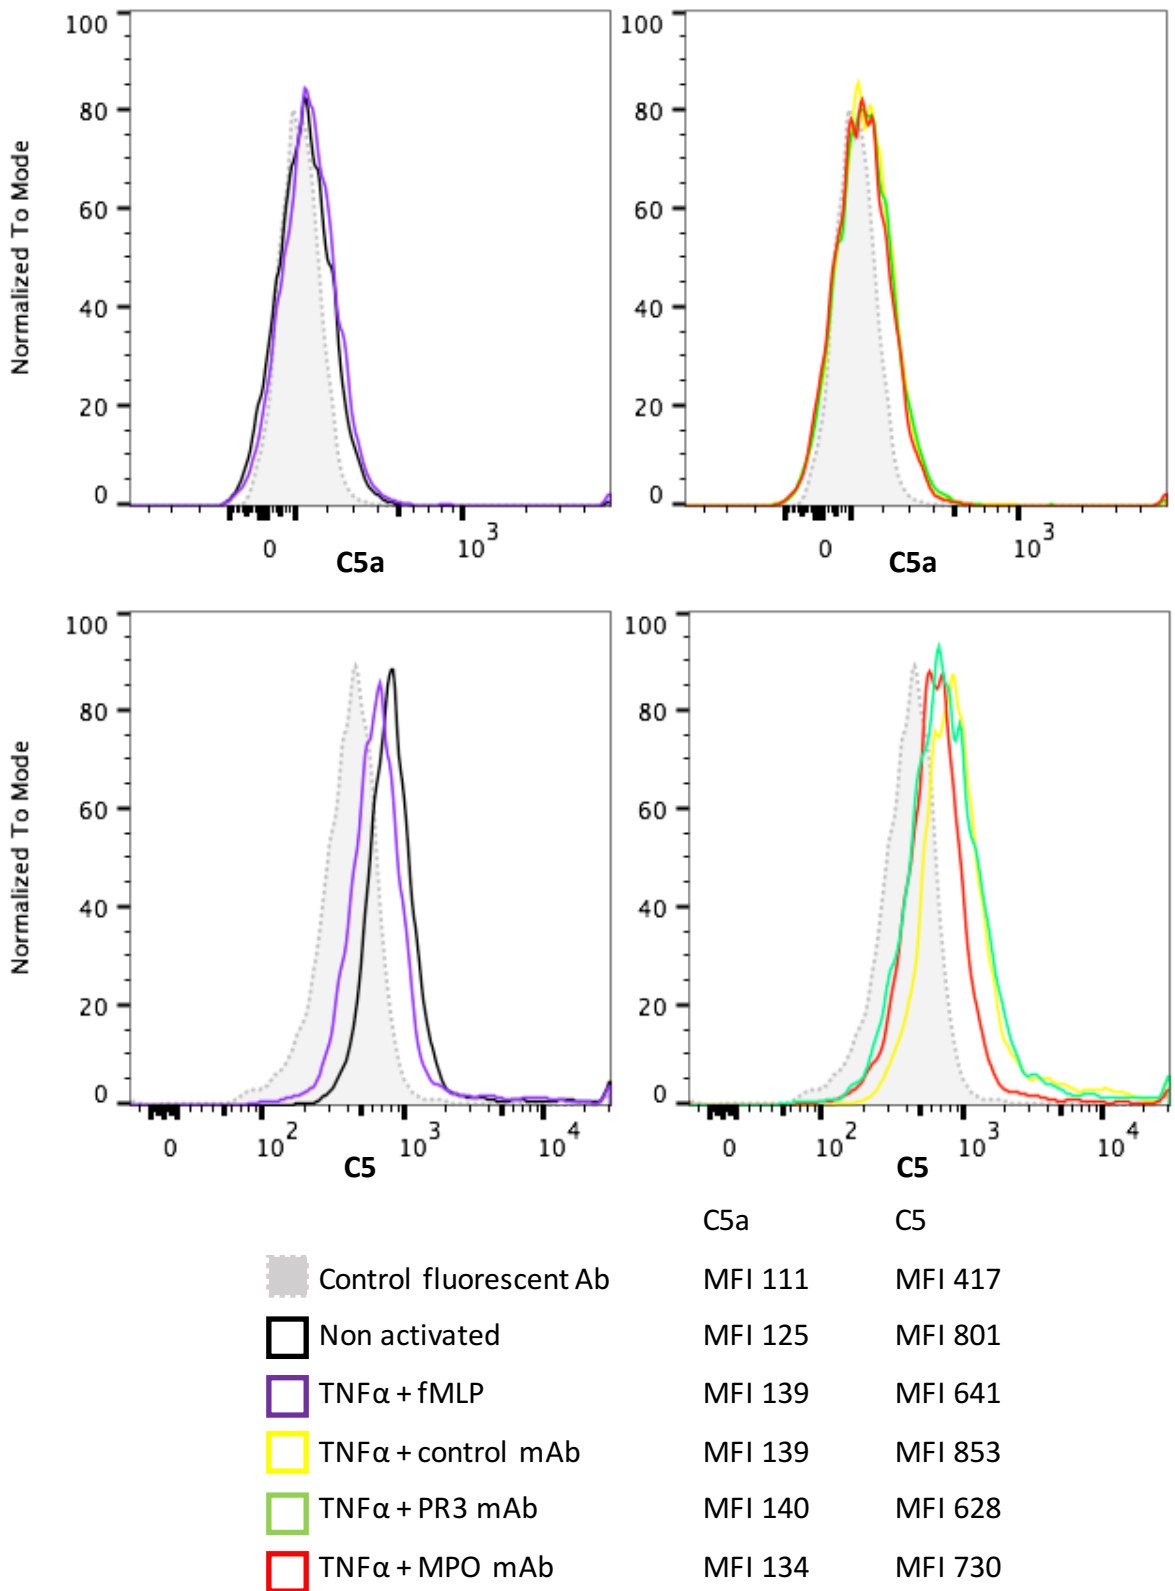 100
80
60
40
20
0
Normalized To Mode
0 10^3
C5a
100
80
60
40
20
0
0 10^3
C5a
100
80
60
40
20
0
Normalized To Mode
0 10^2 10^3 10^4
C5
100
80
60
40
20
0
0 10^2 10^3 10^4
C5
C5a C5
Control fluorescent Ab MFI 111 MFI 417
Non activated MFI 125 MFI 801
TNFα + fMLP MFI 139 MFI 641
TNFα + control mAb MFI 139 MFI 853
TNFα + PR3 mAb MFI 140 MFI 628
TNFα + MPO mAb MFI 134 MFI 730